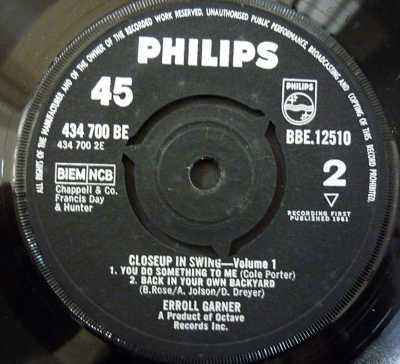 ALL RIGHTS OF THE MANUFACTURER AND OF THE OWNER OF THE RECORDED WORK RESERVED. UNAUTHORISED PUBLIC PERFORMANCE, BROADCASTING AND COPYING OF THIS RECORD PROHIBITED.
PHILIPS
45
434 700 BE
434 700 2E
BIEM NCB
Chappell & Co.
Francis Day
& Hunter
PHILIPS
BBE.12510
2
RECORDING FIRST
PUBLISHED 1961
CLOSEUP IN SWING—Volume 1
1. YOU DO SOMETHING TO ME (Cole Porter)
2. BACK IN YOUR OWN BACKYARD
(B.Rose/A. Jolson/D. Dreyer)
ERROLL GARNER
A Product of Octave
Records Inc.